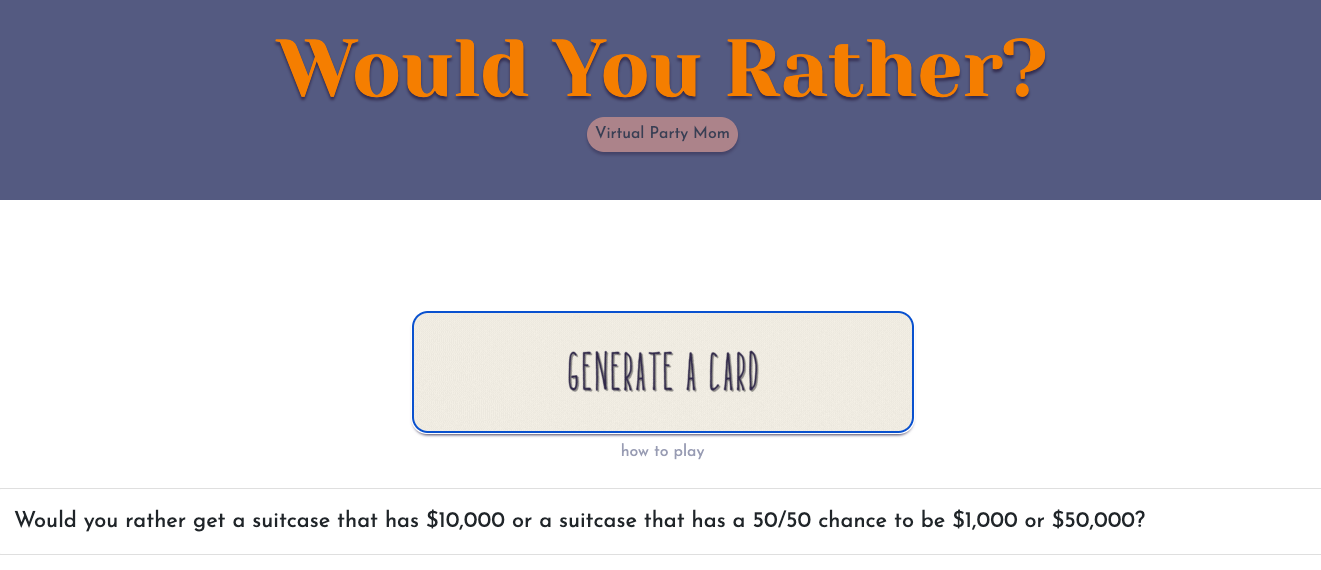 Would You Rather?
Virtual Party Mom
GENERATE A CARD
how to play
Would you rather get a suitcase that has $10,000 or a suitcase that has a 50/50 chance to be $1,000 or $50,000?